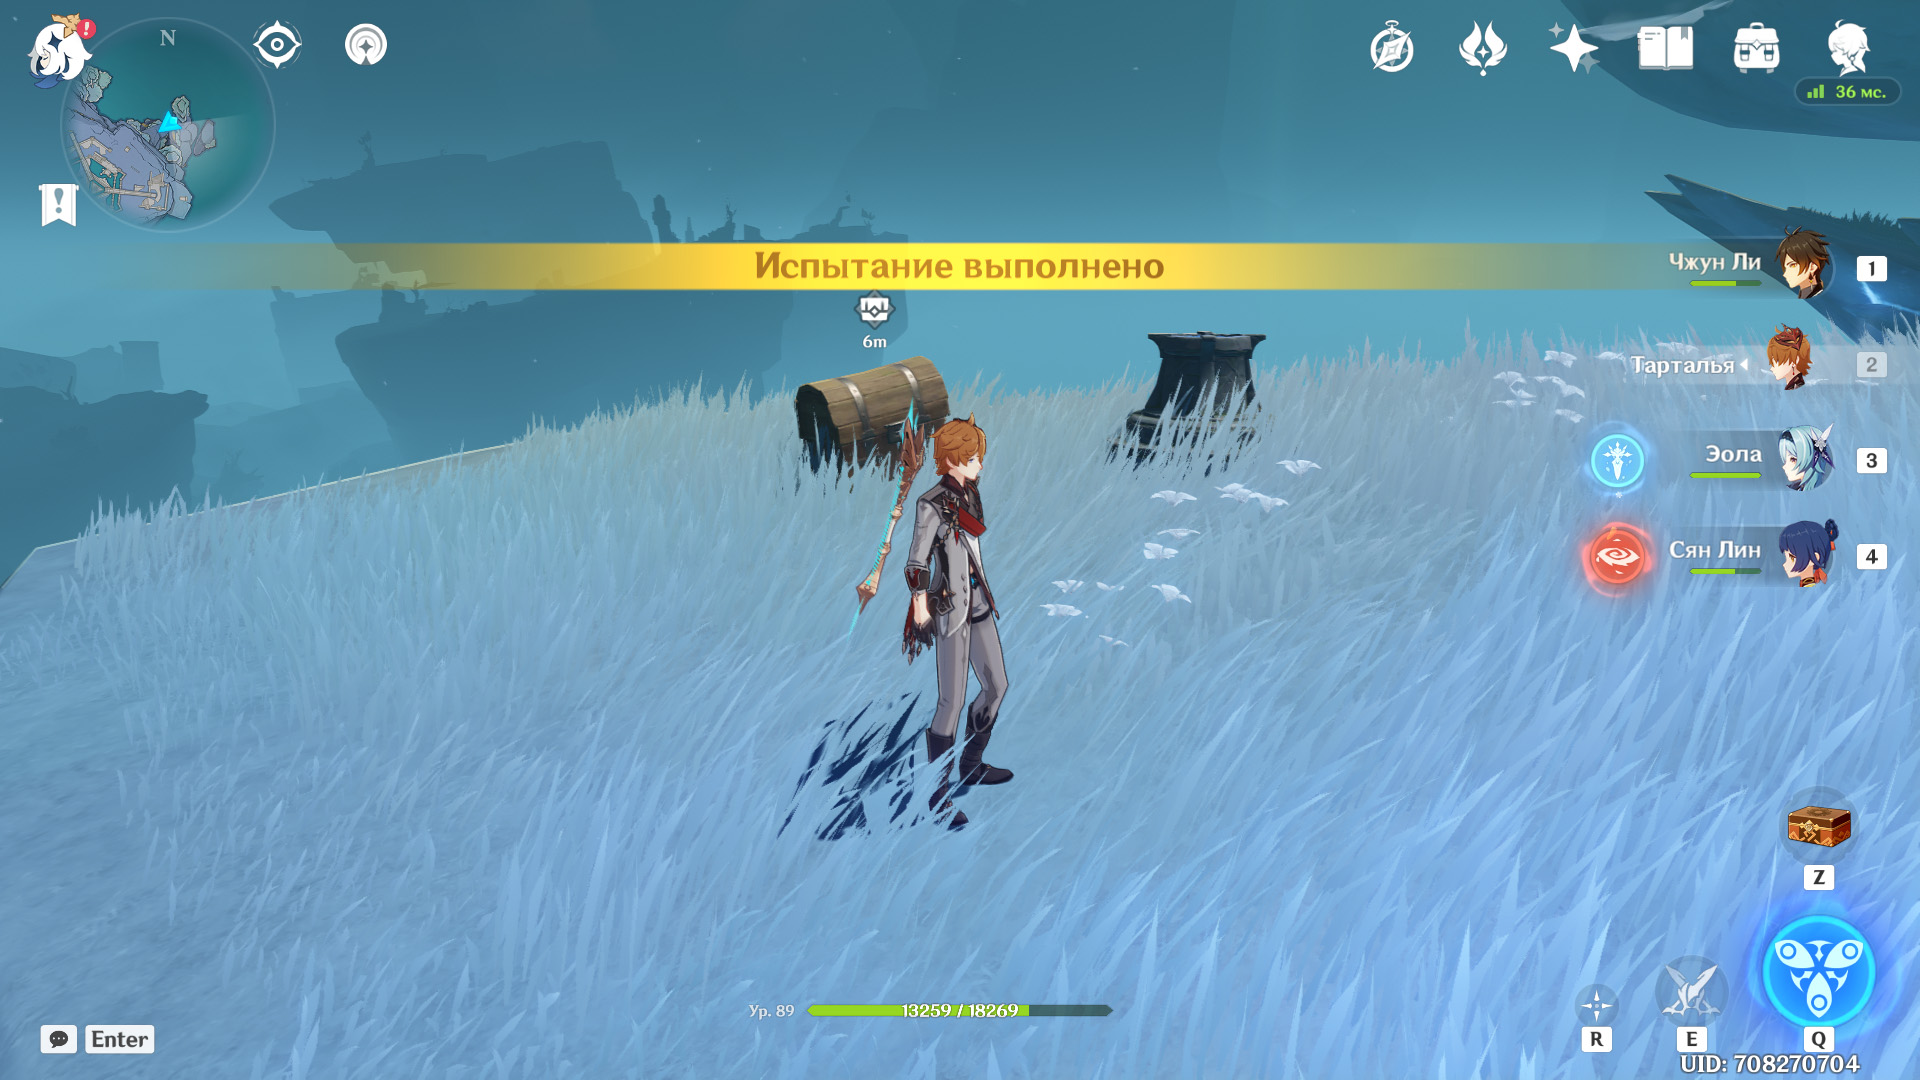 N
36 мс.
Испытание выполнено
6m
Чжун Ли
1
Тарталья
2
Эола
3
Сян Лин
4
Z
Ур. 89
13259 / 18269
Enter
R
E
Q
UID: 708270704